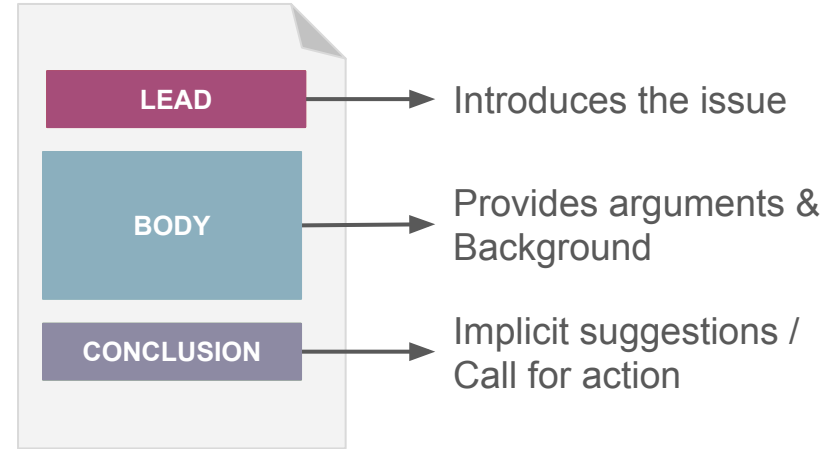 LEAD
Introduces the issue
BODY
Provides arguments &
Background
CONCLUSION
Implicit suggestions /
Call for action